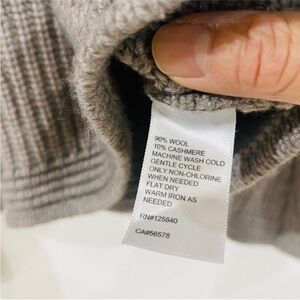 90% WOOL
10% CASHMERE
MACHINE WASH COLD
GENTLE CYCLE
ONLY NON-CHLORINE
WHEN NEEDED
FLAT DRY
WARM IRON AS
NEEDED
RN#125840
CA#56578